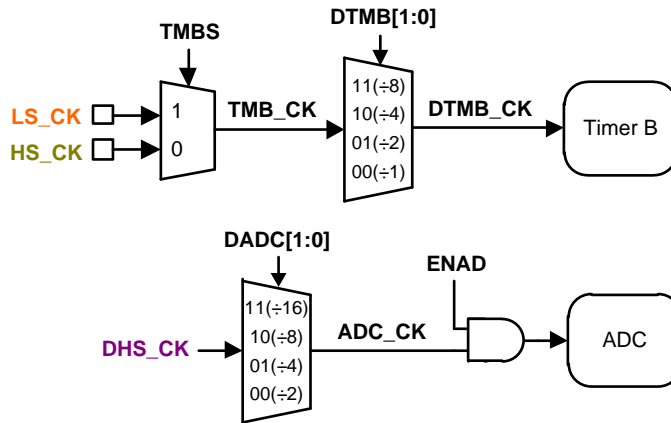 TMBS
DTMB[1:0]
LS_CK
HS_CK
1
0
TMB_CK
11(÷8)
10(÷4)
01(÷2)
00(÷1)
DTMB_CK
Timer B
DADC[1:0]
DHS_CK
11(÷16)
10(÷8)
01(÷4)
00(÷2)
ADC_CK
ENAD
ADC